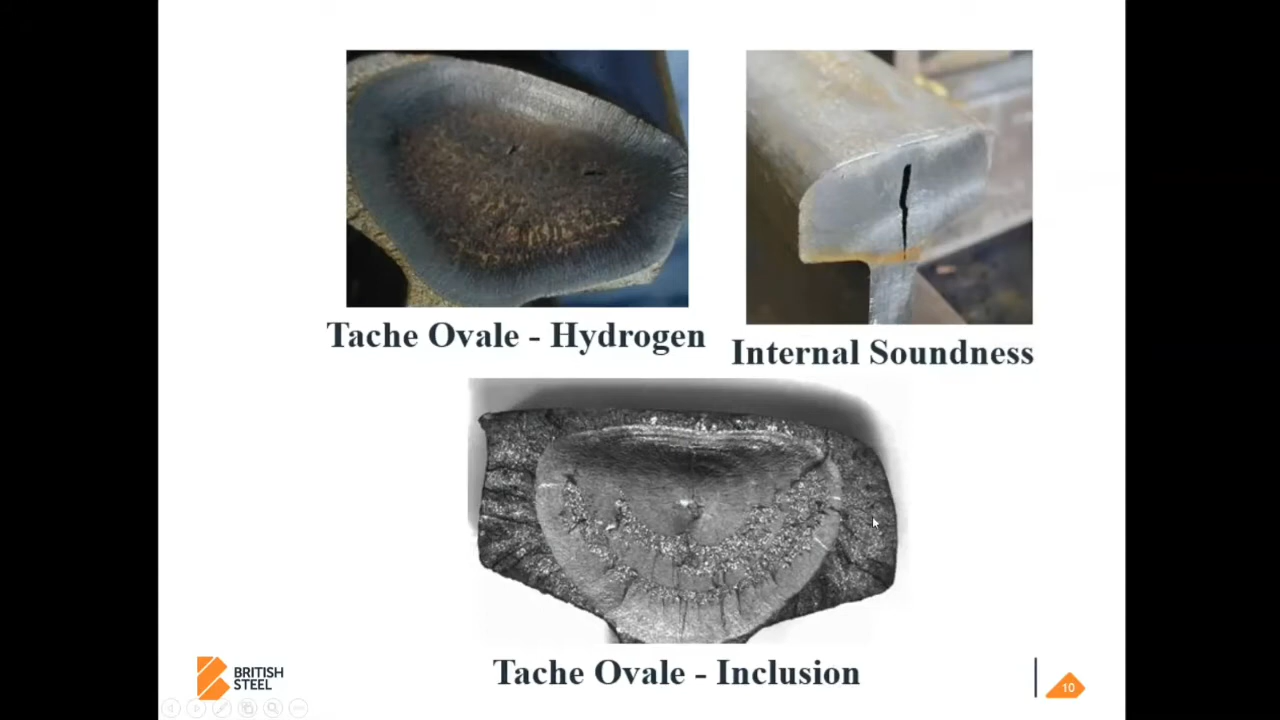 Tache Ovale - Hydrogen
Internal Soundness
Tache Ovale - Inclusion
BRITISH
STEEL
10